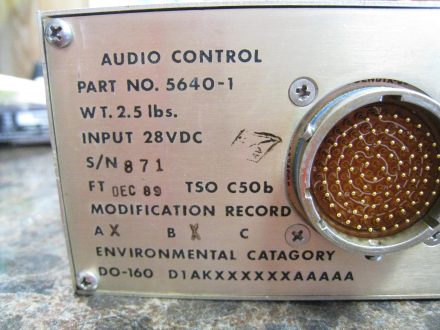 AUDIO CONTROL
PART NO. 5640-1
WT. 2.5 lbs.
INPUT 28VDC
S/N 871
FT DEC 89 TSO C50b
MODIFICATION RECORD
A X B X C
ENVIRONMENTAL CATAGORY
DO-160 D1AKXXXXXXAAAAA